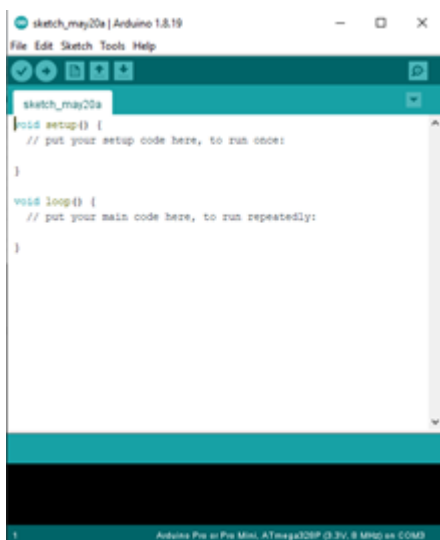 sketch_may20a | Arduino 1.8.19
File Edit Sketch Tools Help
sketch_may20a
void setup() {
// put your setup code here, to run once:
}
void loop() {
// put your main code here, to run repeatedly:
}
1
Arduino Pro or Pro Mini, ATmega328P (3.3V, 8 MHz) on COM3